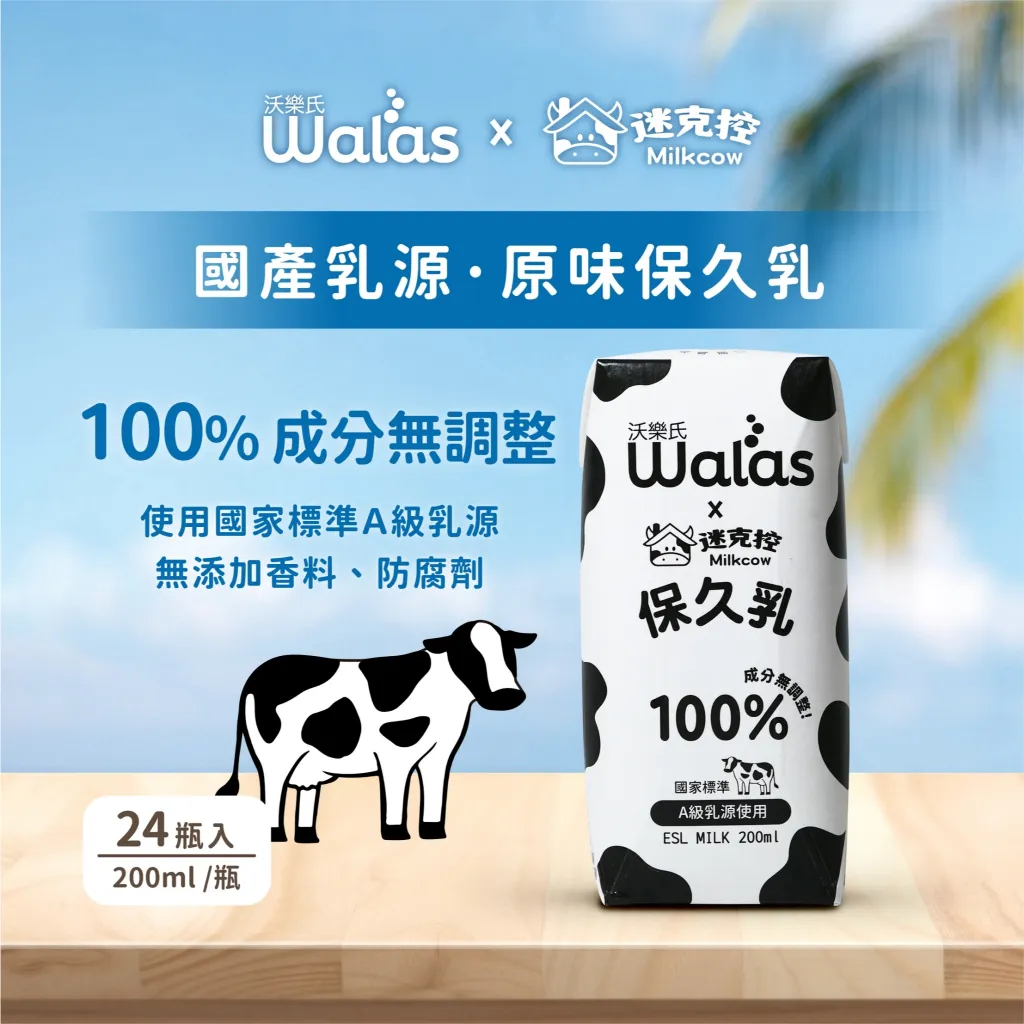 沃樂氏
Walas x 迷克控
Milkcow
國產乳源·原味保久乳
100% 成分無調整
使用國家標準A級乳源
無添加香料、防腐劑
24瓶入
200ml/瓶
沃樂氏
Walas
x
迷克控
Milkcow
保久乳
成分無調整!
100%
國家標準
A級乳源使用
ESL MILK 200ml